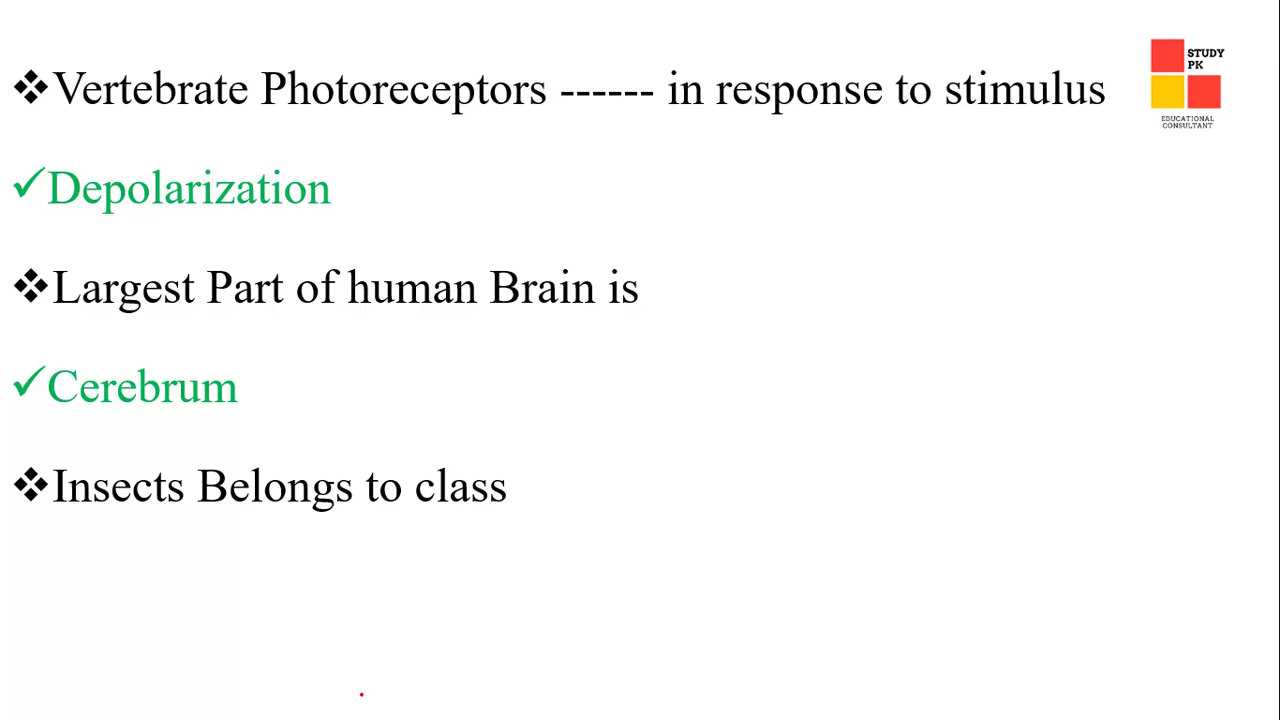 ❖Vertebrate Photoreceptors ------ in response to stimulus
STUDY
PK
EDUCATIONAL
CONSULTANT
✓Depolarization
❖Largest Part of human Brain is
✓Cerebrum
❖Insects Belongs to class